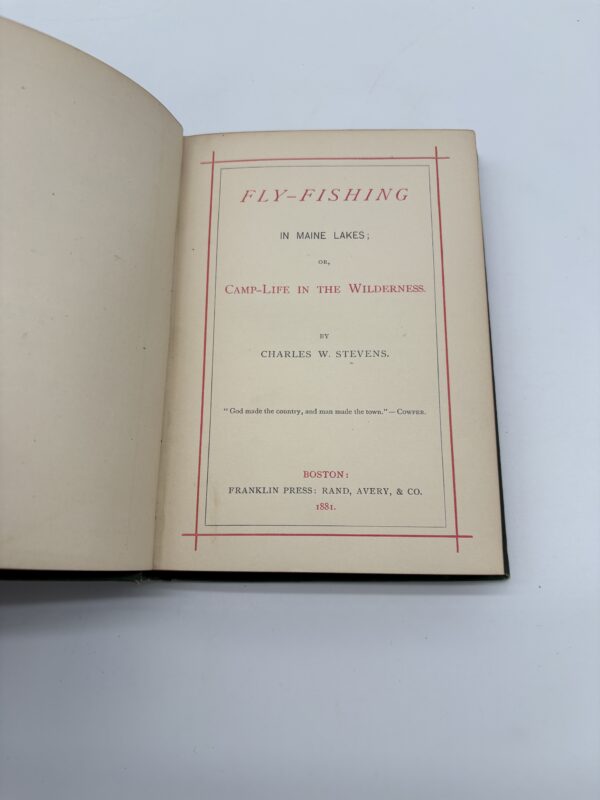 FLY-FISHING
IN MAINE LAKES;
OR,
CAMP-LIFE IN THE WILDERNESS.
BY
CHARLES W. STEVENS.
"God made the country, and man made the town." — COWPER.
BOSTON:
FRANKLIN PRESS: RAND, AVERY, & CO.
1881.